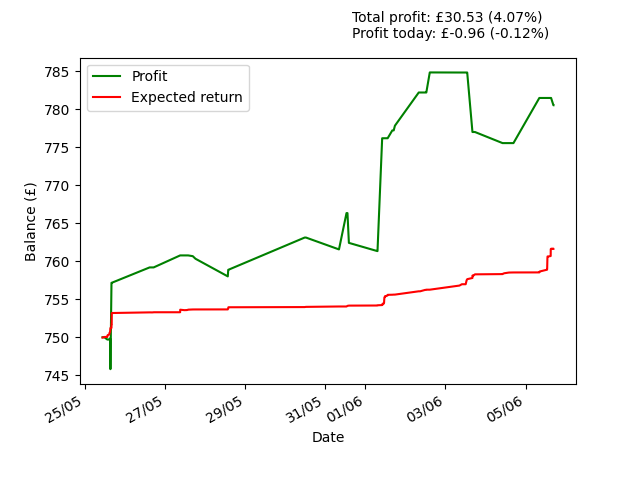 Total profit: £30.53 (4.07%)
Profit today: £-0.96 (-0.12%)
Profit
Expected return
785
780
775
770
765
760
755
750
745
Balance (£)
25/05
27/05
29/05
31/05
01/06
03/06
05/06
Date